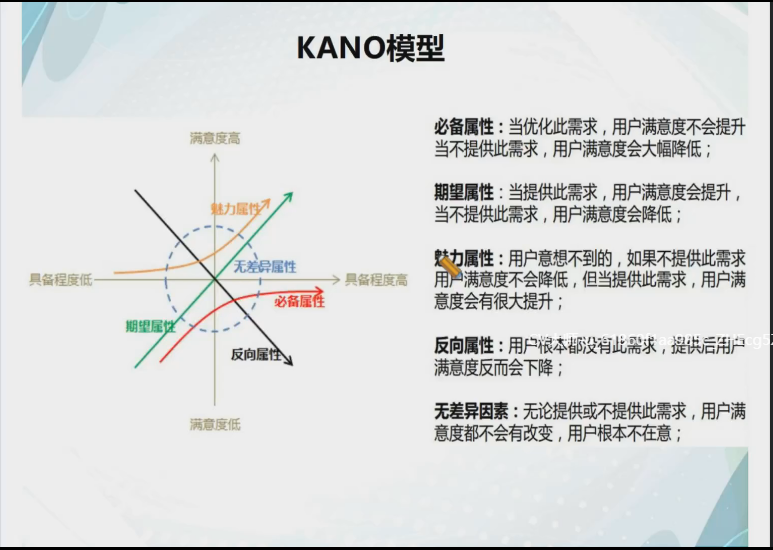 KANO模型
满意度高
魅力属性
无差异属性
具备程度低
具备程度高
必备属性
期望属性
反向属性
满意度低
必备属性：当优化此需求，用户满意度不会提升
当不提供此需求，用户满意度会大幅降低；
期望属性：当提供此需求，用户满意度会提升，
当不提供此需求，用户满意度会降低；
魅力属性：用户意想不到的，如果不提供此需求
用户满意度不会降低，但当提供此需求，用户满
意度会有很大提升；
反向属性：用户根本都没有此需求，提供后用户
满意度反而会下降；
无差异因素：无论提供或不提供此需求，用户满
意度都不会有改变，用户根本不在意；